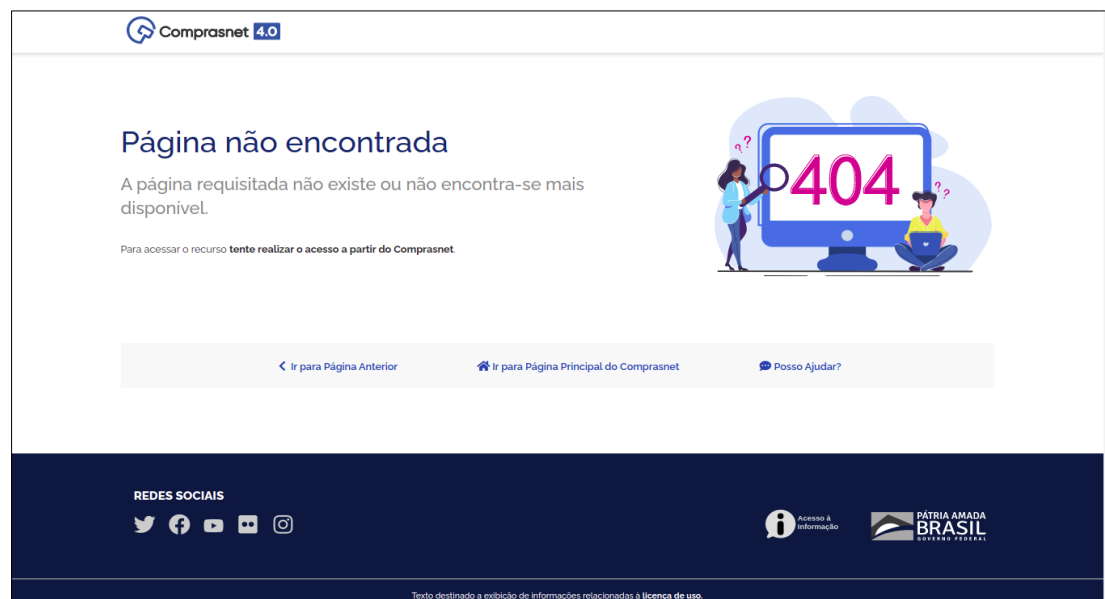 Comprasnet 4.0
Página não encontrada
A página requisitada não existe ou não encontra-se mais
disponível.
Para acessar o recurso tente realizar o acesso a partir do Comprasnet.
??
404
??
Ir para Página Anterior
Ir para Página Principal do Comprasnet
Posso Ajudar?
REDES SOCIAIS
Acesso à
Informação
PÁTRIA AMADA
BRASIL
GOVERNO FEDERAL
Texto destinado a exibição de informações relacionadas à licença de uso.